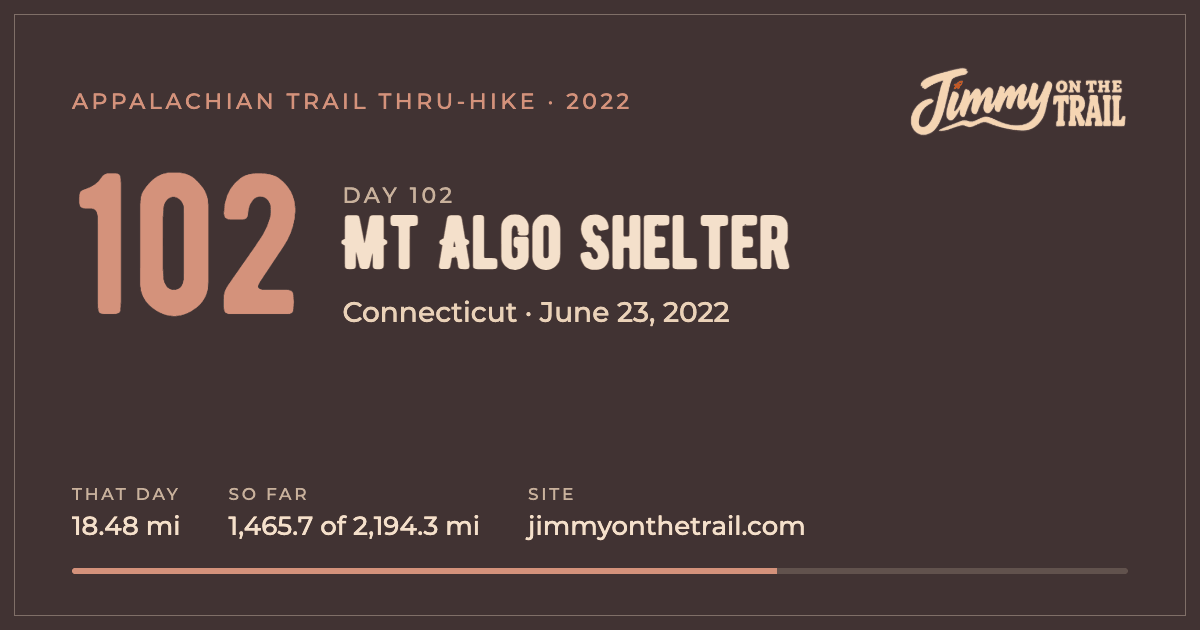 APPALACHIAN TRAIL THRU-HIKE · 2022
Jimmy ON THE TRAIL
102
DAY 102
MT ALGO SHELTER
Connecticut · June 23, 2022
THAT DAY
18.48 mi
SO FAR
1,465.7 of 2,194.3 mi
SITE
jimmyonthetrail.com